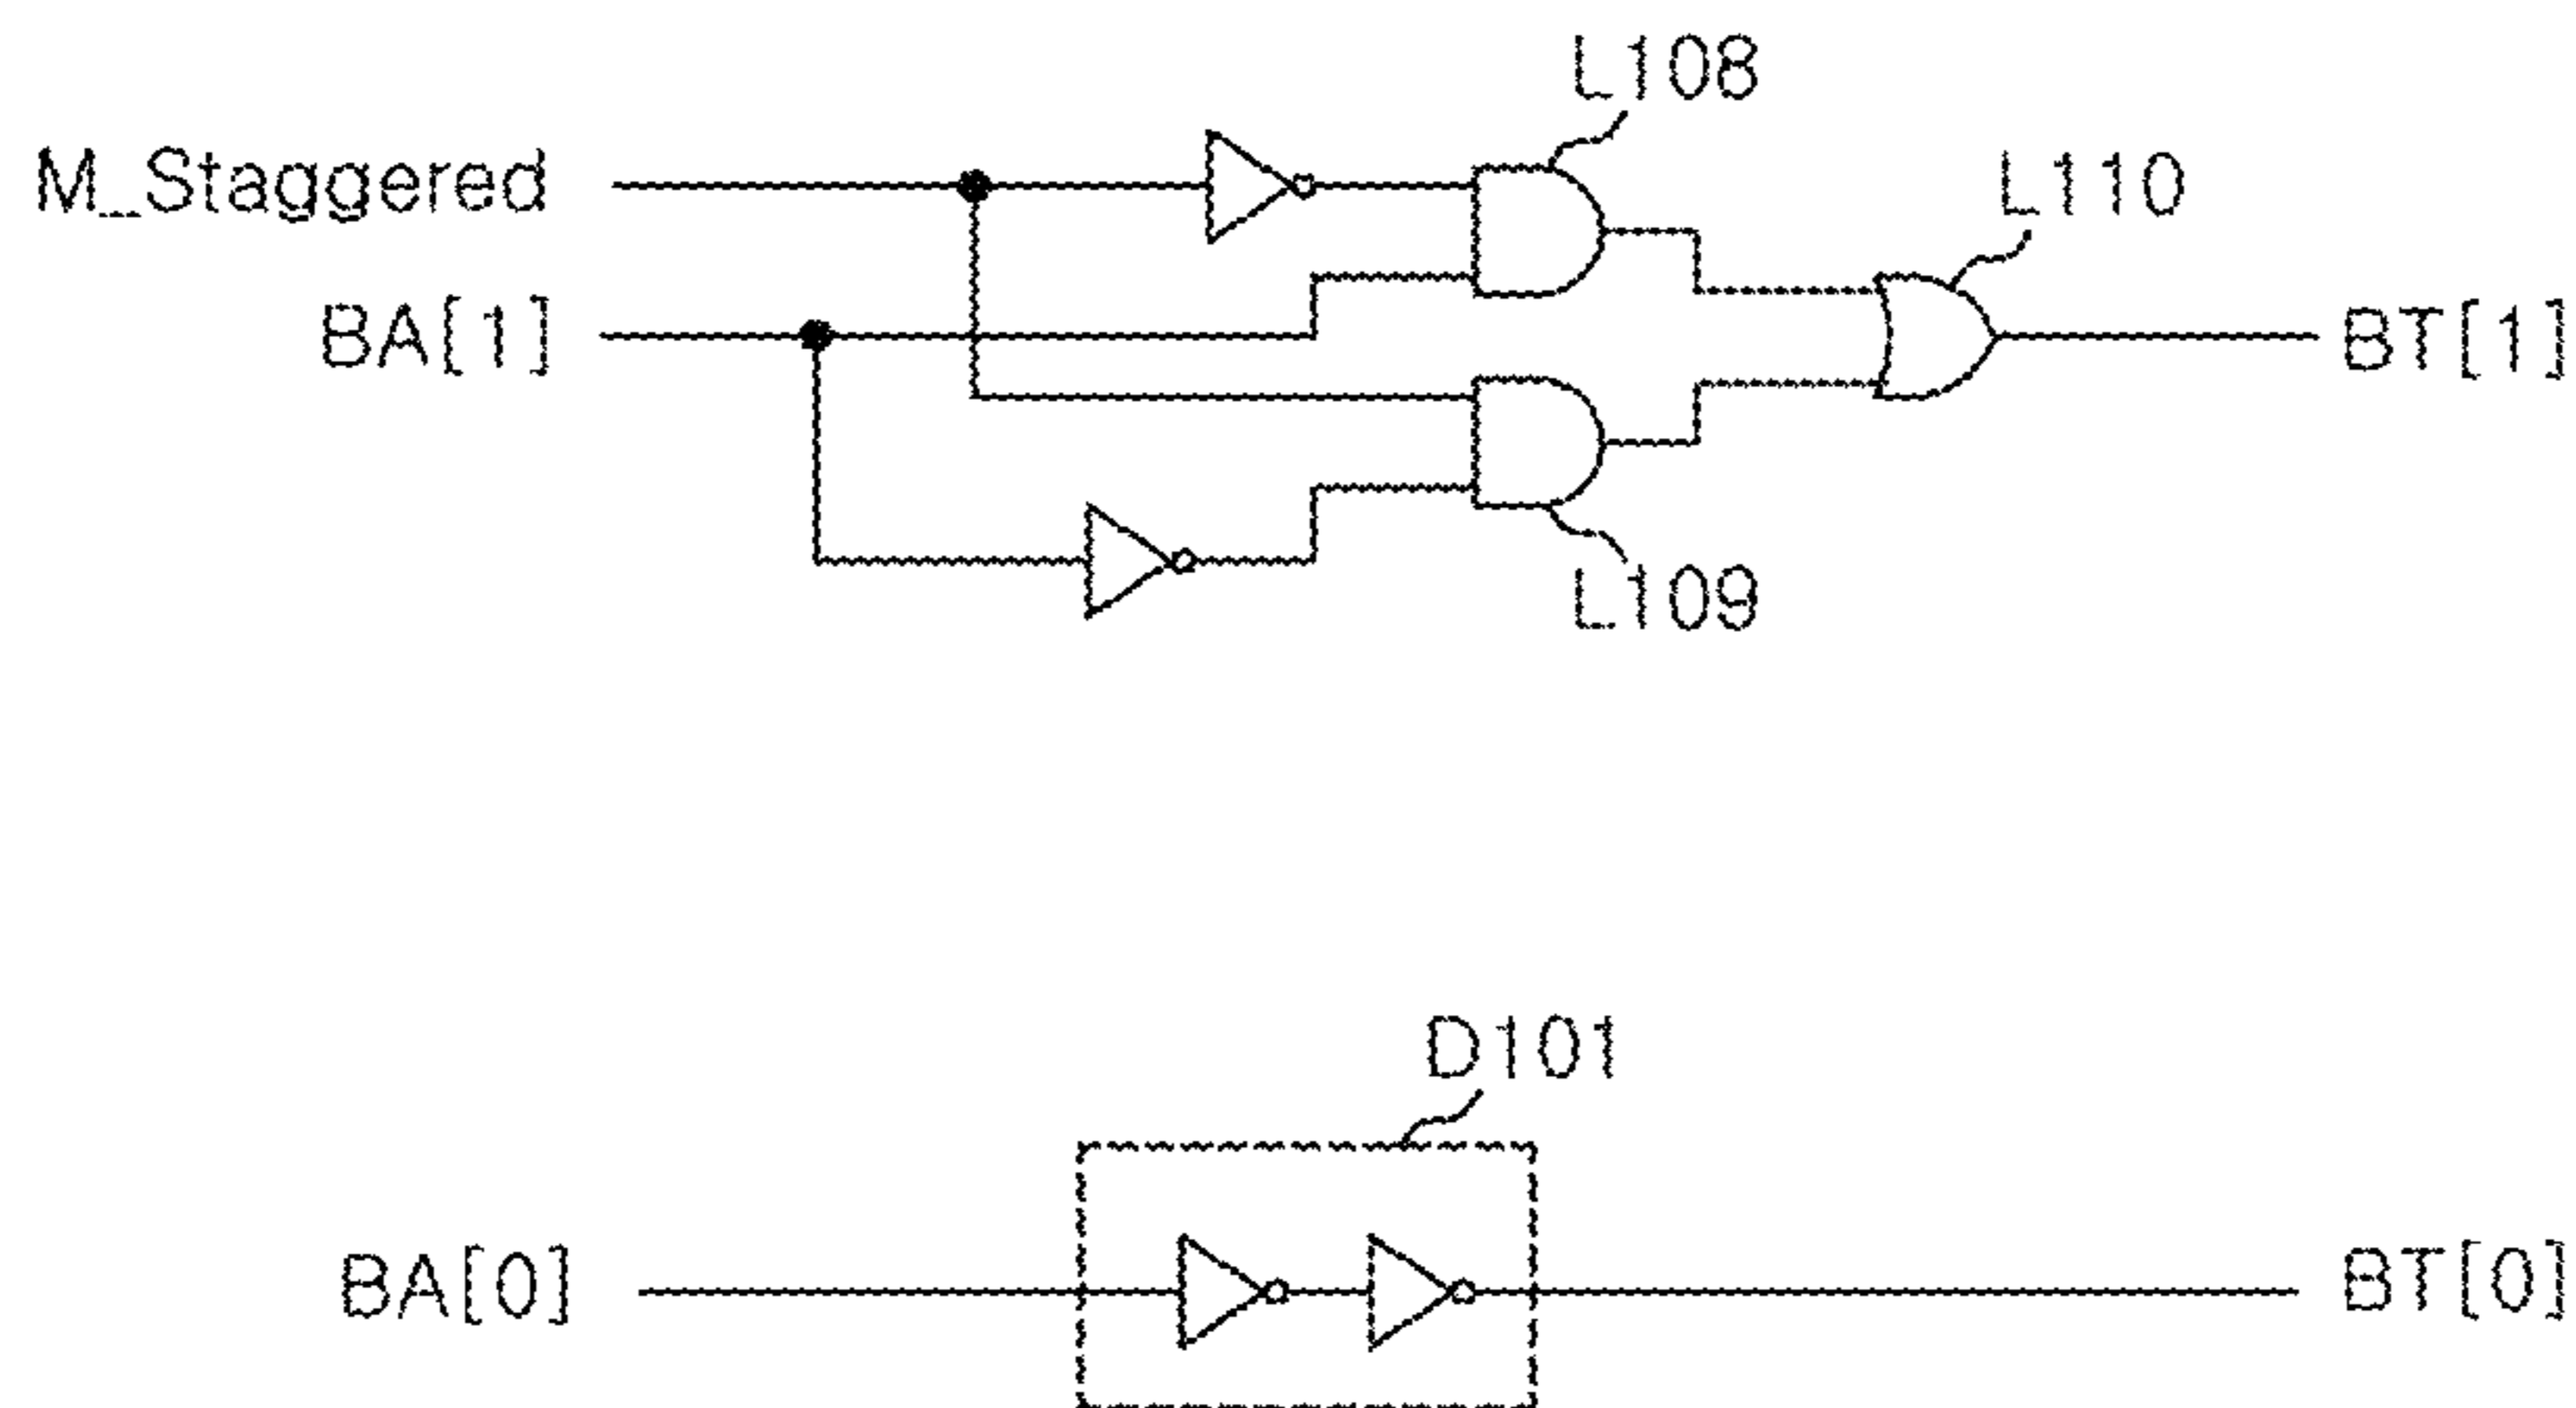 L108
M_Staggered
L110
BA[1]
BT[1]
L109
D101
BA[0]
BT[0]